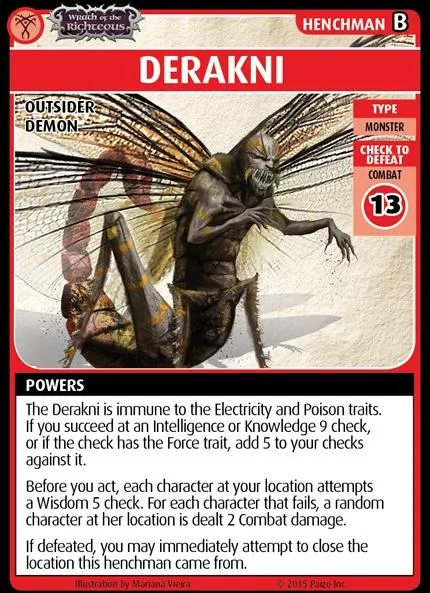 Wrath of the
Righteous
HENCHMAN B
DERAKNI
OUTSIDER
DEMON
TYPE
MONSTER
CHECK TO
DEFEAT
COMBAT
13
POWERS
The Derakni is immune to the Electricity and Poison traits.
If you succeed at an Intelligence or Knowledge 9 check,
or if the check has the Force trait, add 5 to your checks
against it.
Before you act, each character at your location attempts
a Wisdom 5 check. For each character that fails, a random
character at her location is dealt 2 Combat damage.
If defeated, you may immediately attempt to close the
location this henchman came from.
Illustration by Mariana Vieira © 2015 Paizo Inc.